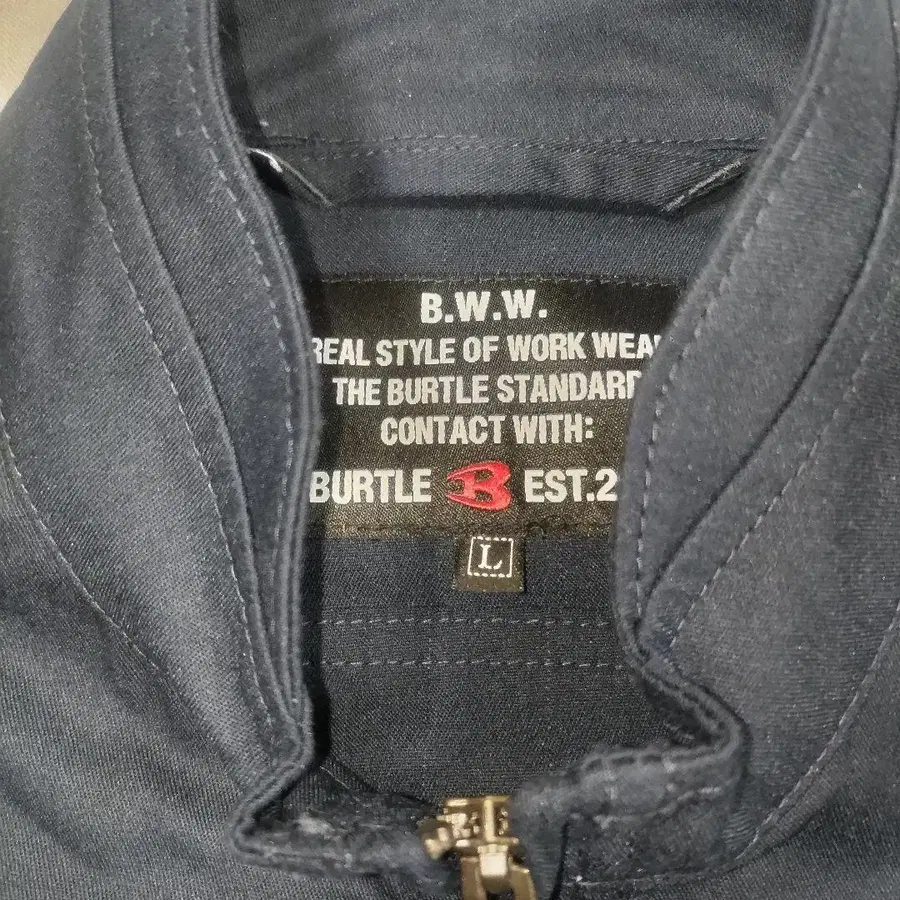 B.W.W.
REAL STYLE OF WORK WEA
THE BURTLE STANDARD
CONTACT WITH:
BURTLE B EST.2
L